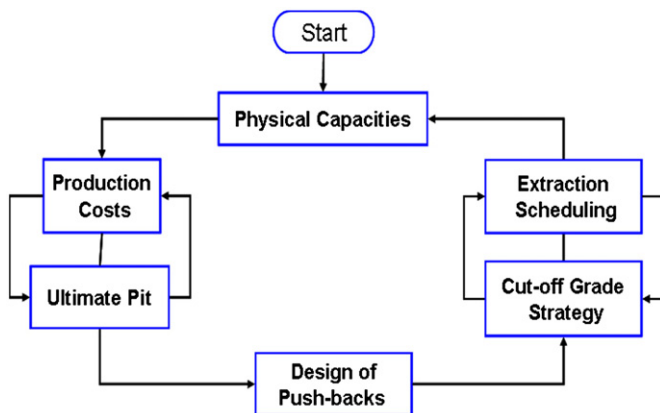 Start
Physical Capacities
Production
Costs
Extraction
Scheduling
Ultimate Pit
Cut-off Grade
Strategy
Design of
Push-backs